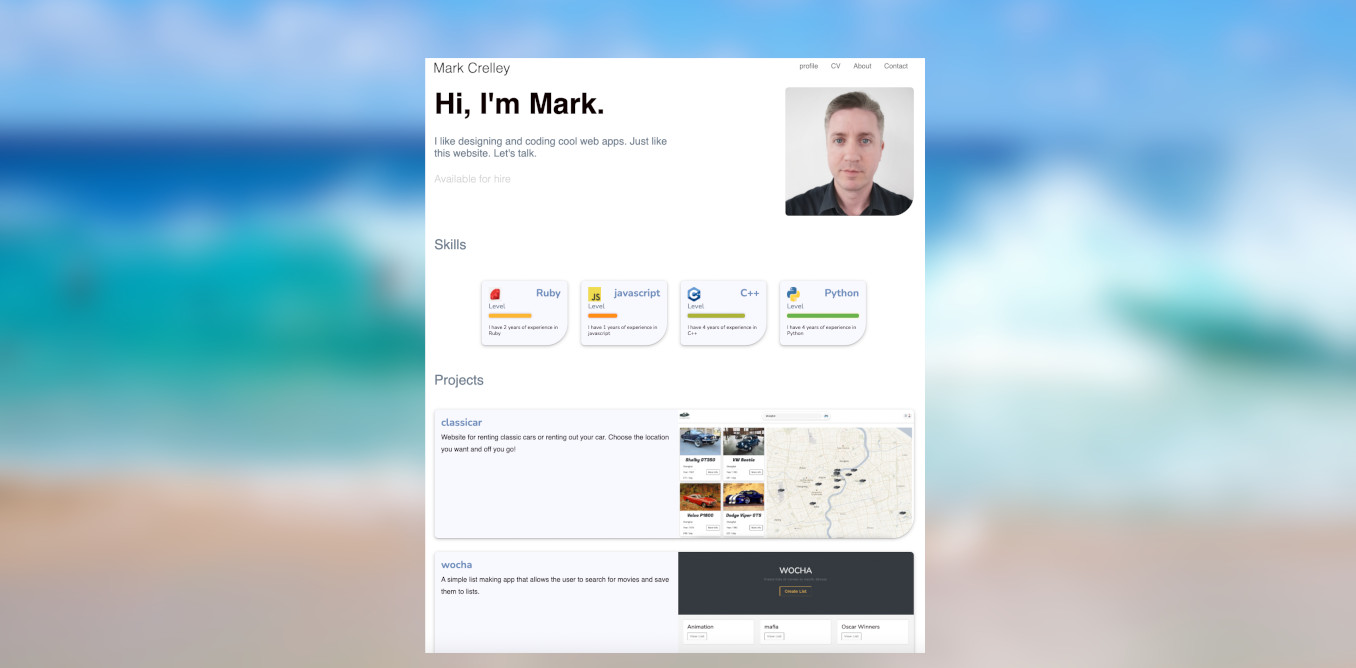 Mark Crelley
profile CV About Contact
Hi, I'm Mark.
I like designing and coding cool web apps. Just like
this website. Let's talk.
Available for hire
Skills
Ruby
Level
I have 2 years of experience in
Ruby
JS
javascript
Level
I have 1 years of experience in
javascript
C++
Level
I have 4 years of experience in
C++
Python
Level
I have 4 years of experience in
Python
Projects
classicar
Website for renting classic cars or renting out your car. Choose the location
you want and off you go!
Shelby GT350
VW Beetle
Volvo P1800
Dodge Viper GTS
wocha
A simple list making app that allows the user to search for movies and save
them to lists.
WOCHA
Create List
Animation
mafia
Oscar Winners